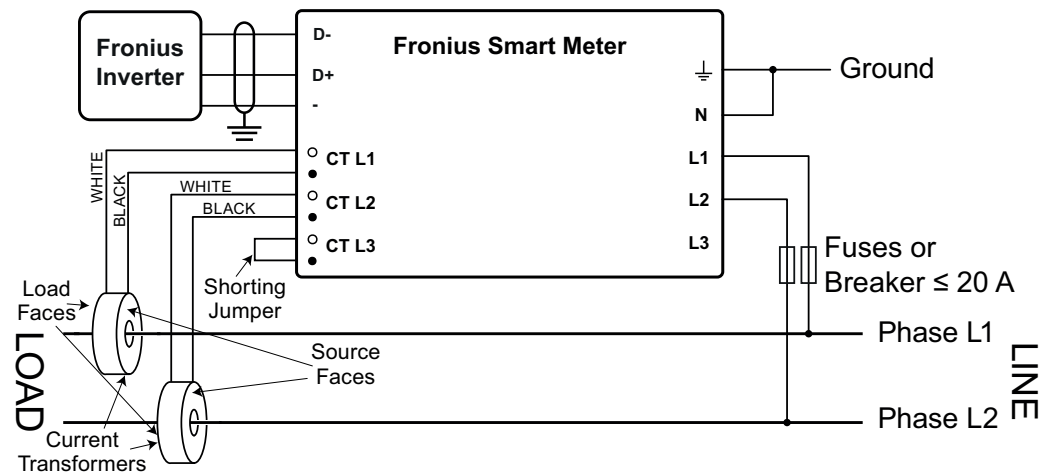 Fronius
Inverter
D-
D+
-
Fronius Smart Meter
⏚
N
L1
L2
L3
Ground
CT L1
CT L2
CT L3
WHITE
BLACK
WHITE
BLACK
Shorting
Jumper
Fuses or
Breaker ≤ 20 A
Load
Faces
Source
Faces
Current
Transformers
LOAD
LINE
Phase L1
Phase L2